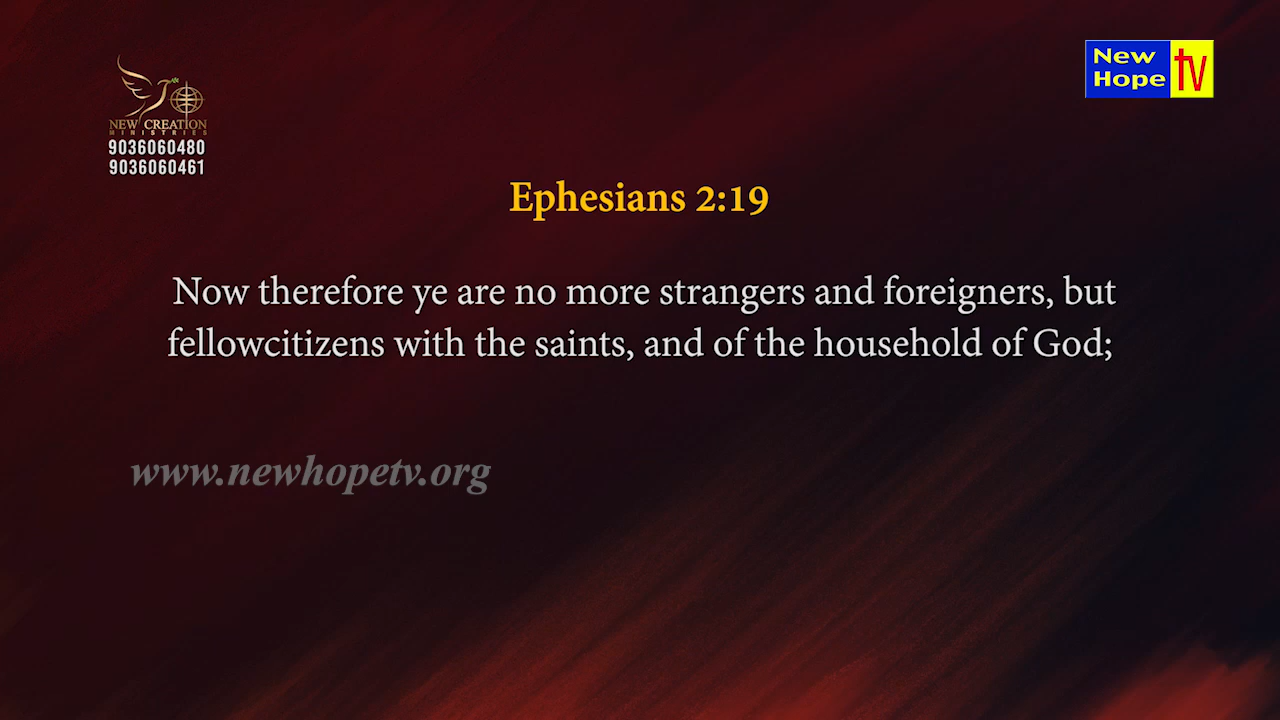 New
Hope
tv
NEW CREATION
MINISTRIES
9036060480
9036060461
Ephesians 2:19
Now therefore ye are no more strangers and foreigners, but
fellowcitizens with the saints, and of the household of God;
www.newhopetv.org